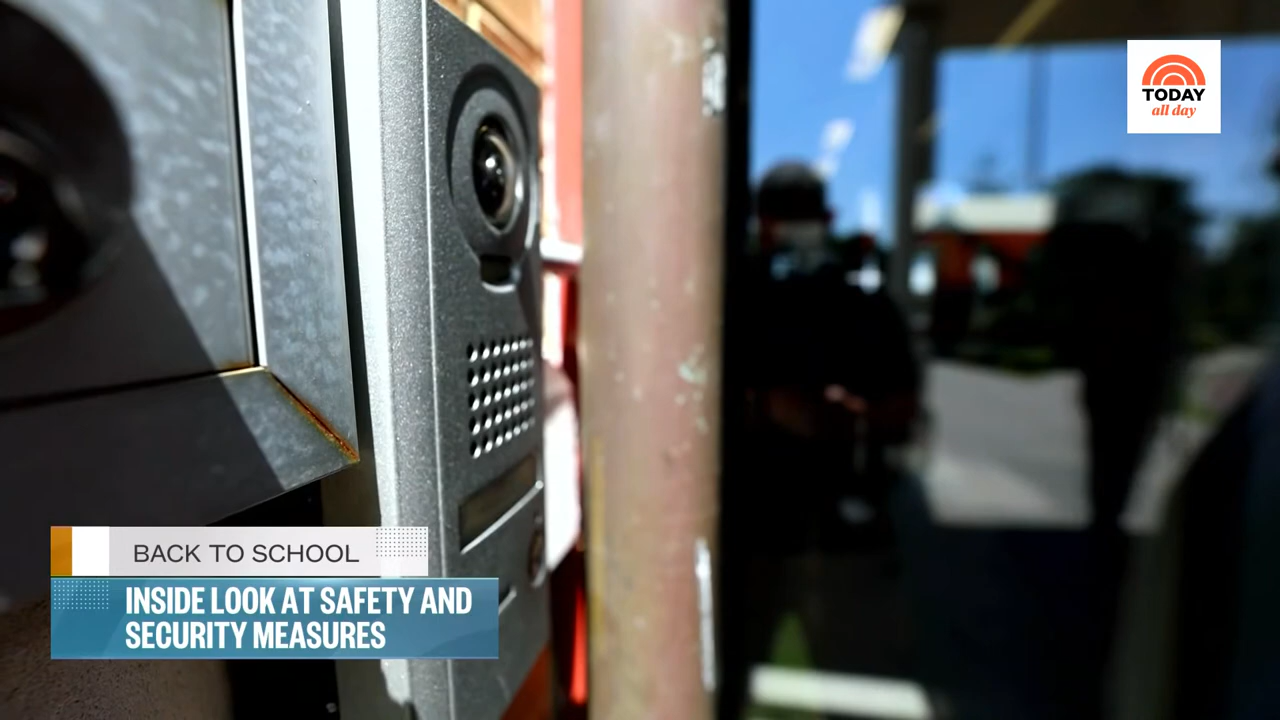 TODAY
all day
BACK TO SCHOOL
INSIDE LOOK AT SAFETY AND
SECURITY MEASURES